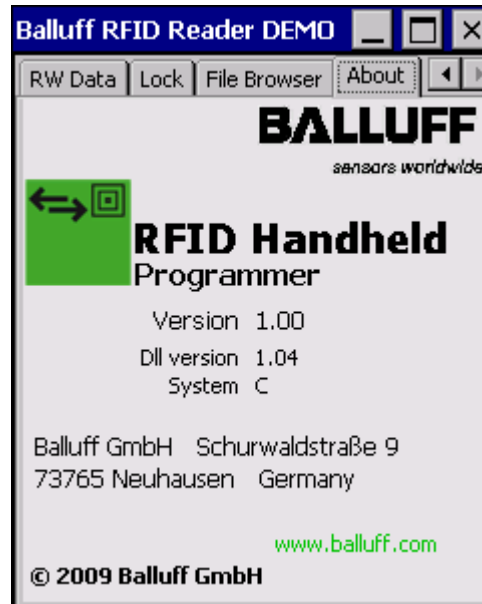 Balluff RFID Reader DEMO
RW Data Lock File Browser About
BALLUFF
sensors worldwide
RFID Handheld
Programmer
Version 1.00
Dll version 1.04
System C
Balluff GmbH Schurwaldstraße 9
73765 Neuhausen Germany
www.balluff.com
© 2009 Balluff GmbH